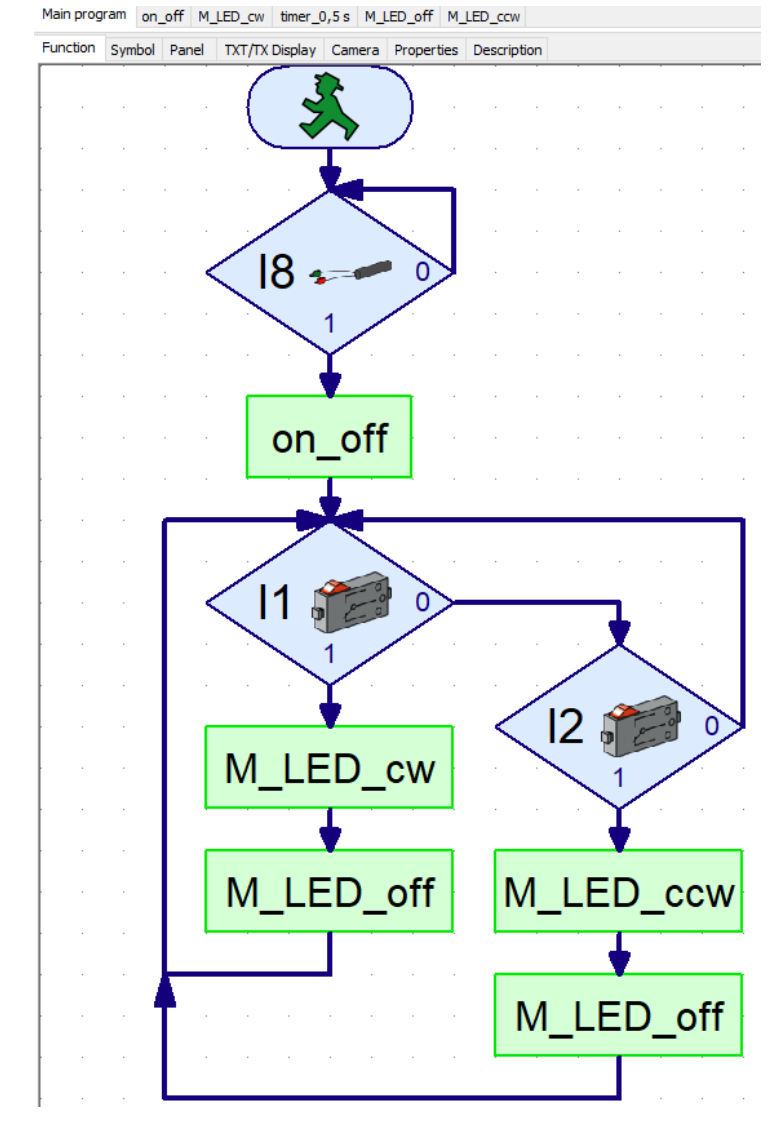 Main program on_off M_LED_cw timer_0,5 s M_LED_off M_LED_ccw
Function Symbol Panel TXT/TX Display Camera Properties Description
I8 0
1
on_off
I1 0
1
I2 0
1
M_LED_cw
M_LED_off
M_LED_ccw
M_LED_off